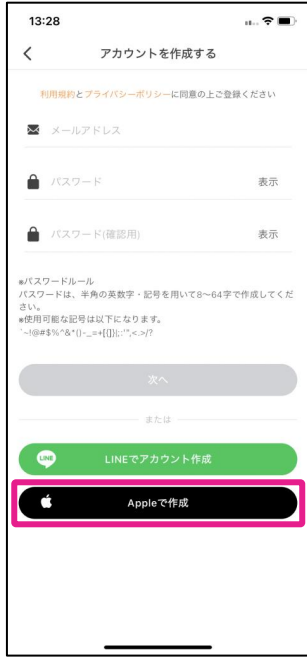 13:28
アカウントを作成する
利用規約とプライバシーポリシーに同意の上ご登録ください
メールアドレス
パスワード 表示
パスワード(確認用) 表示
※パスワードルール
パスワードは、半角の英数字・記号を用いて8〜64字で作成してくだ
さい。
※使用可能な記号は以下になります。
`~!@#$%^&*()-_=+[{]}|;:'",<.>/?
次へ
または
LINE LINEでアカウント作成
Appleで作成